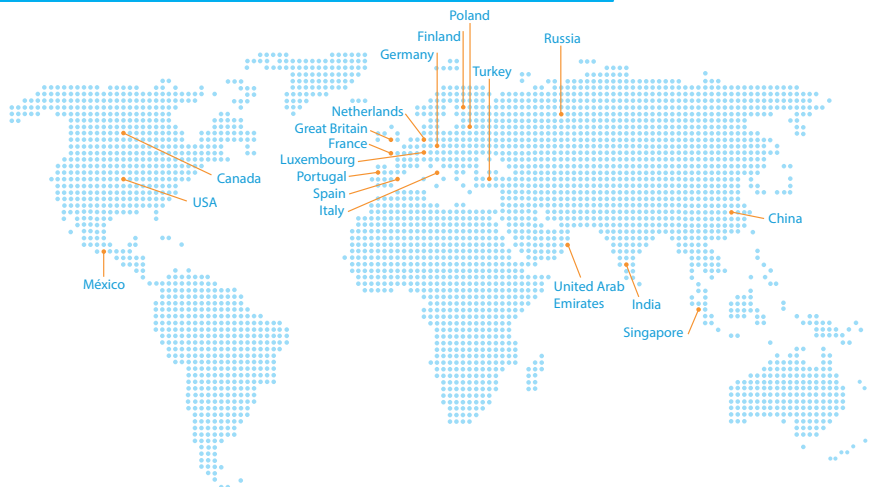 Poland
Finland
Russia
Germany
Turkey
Netherlands
Great Britain
France
Luxembourg
Portugal
Spain
Italy
Canada
USA
China
México
United Arab
Emirates
India
Singapore